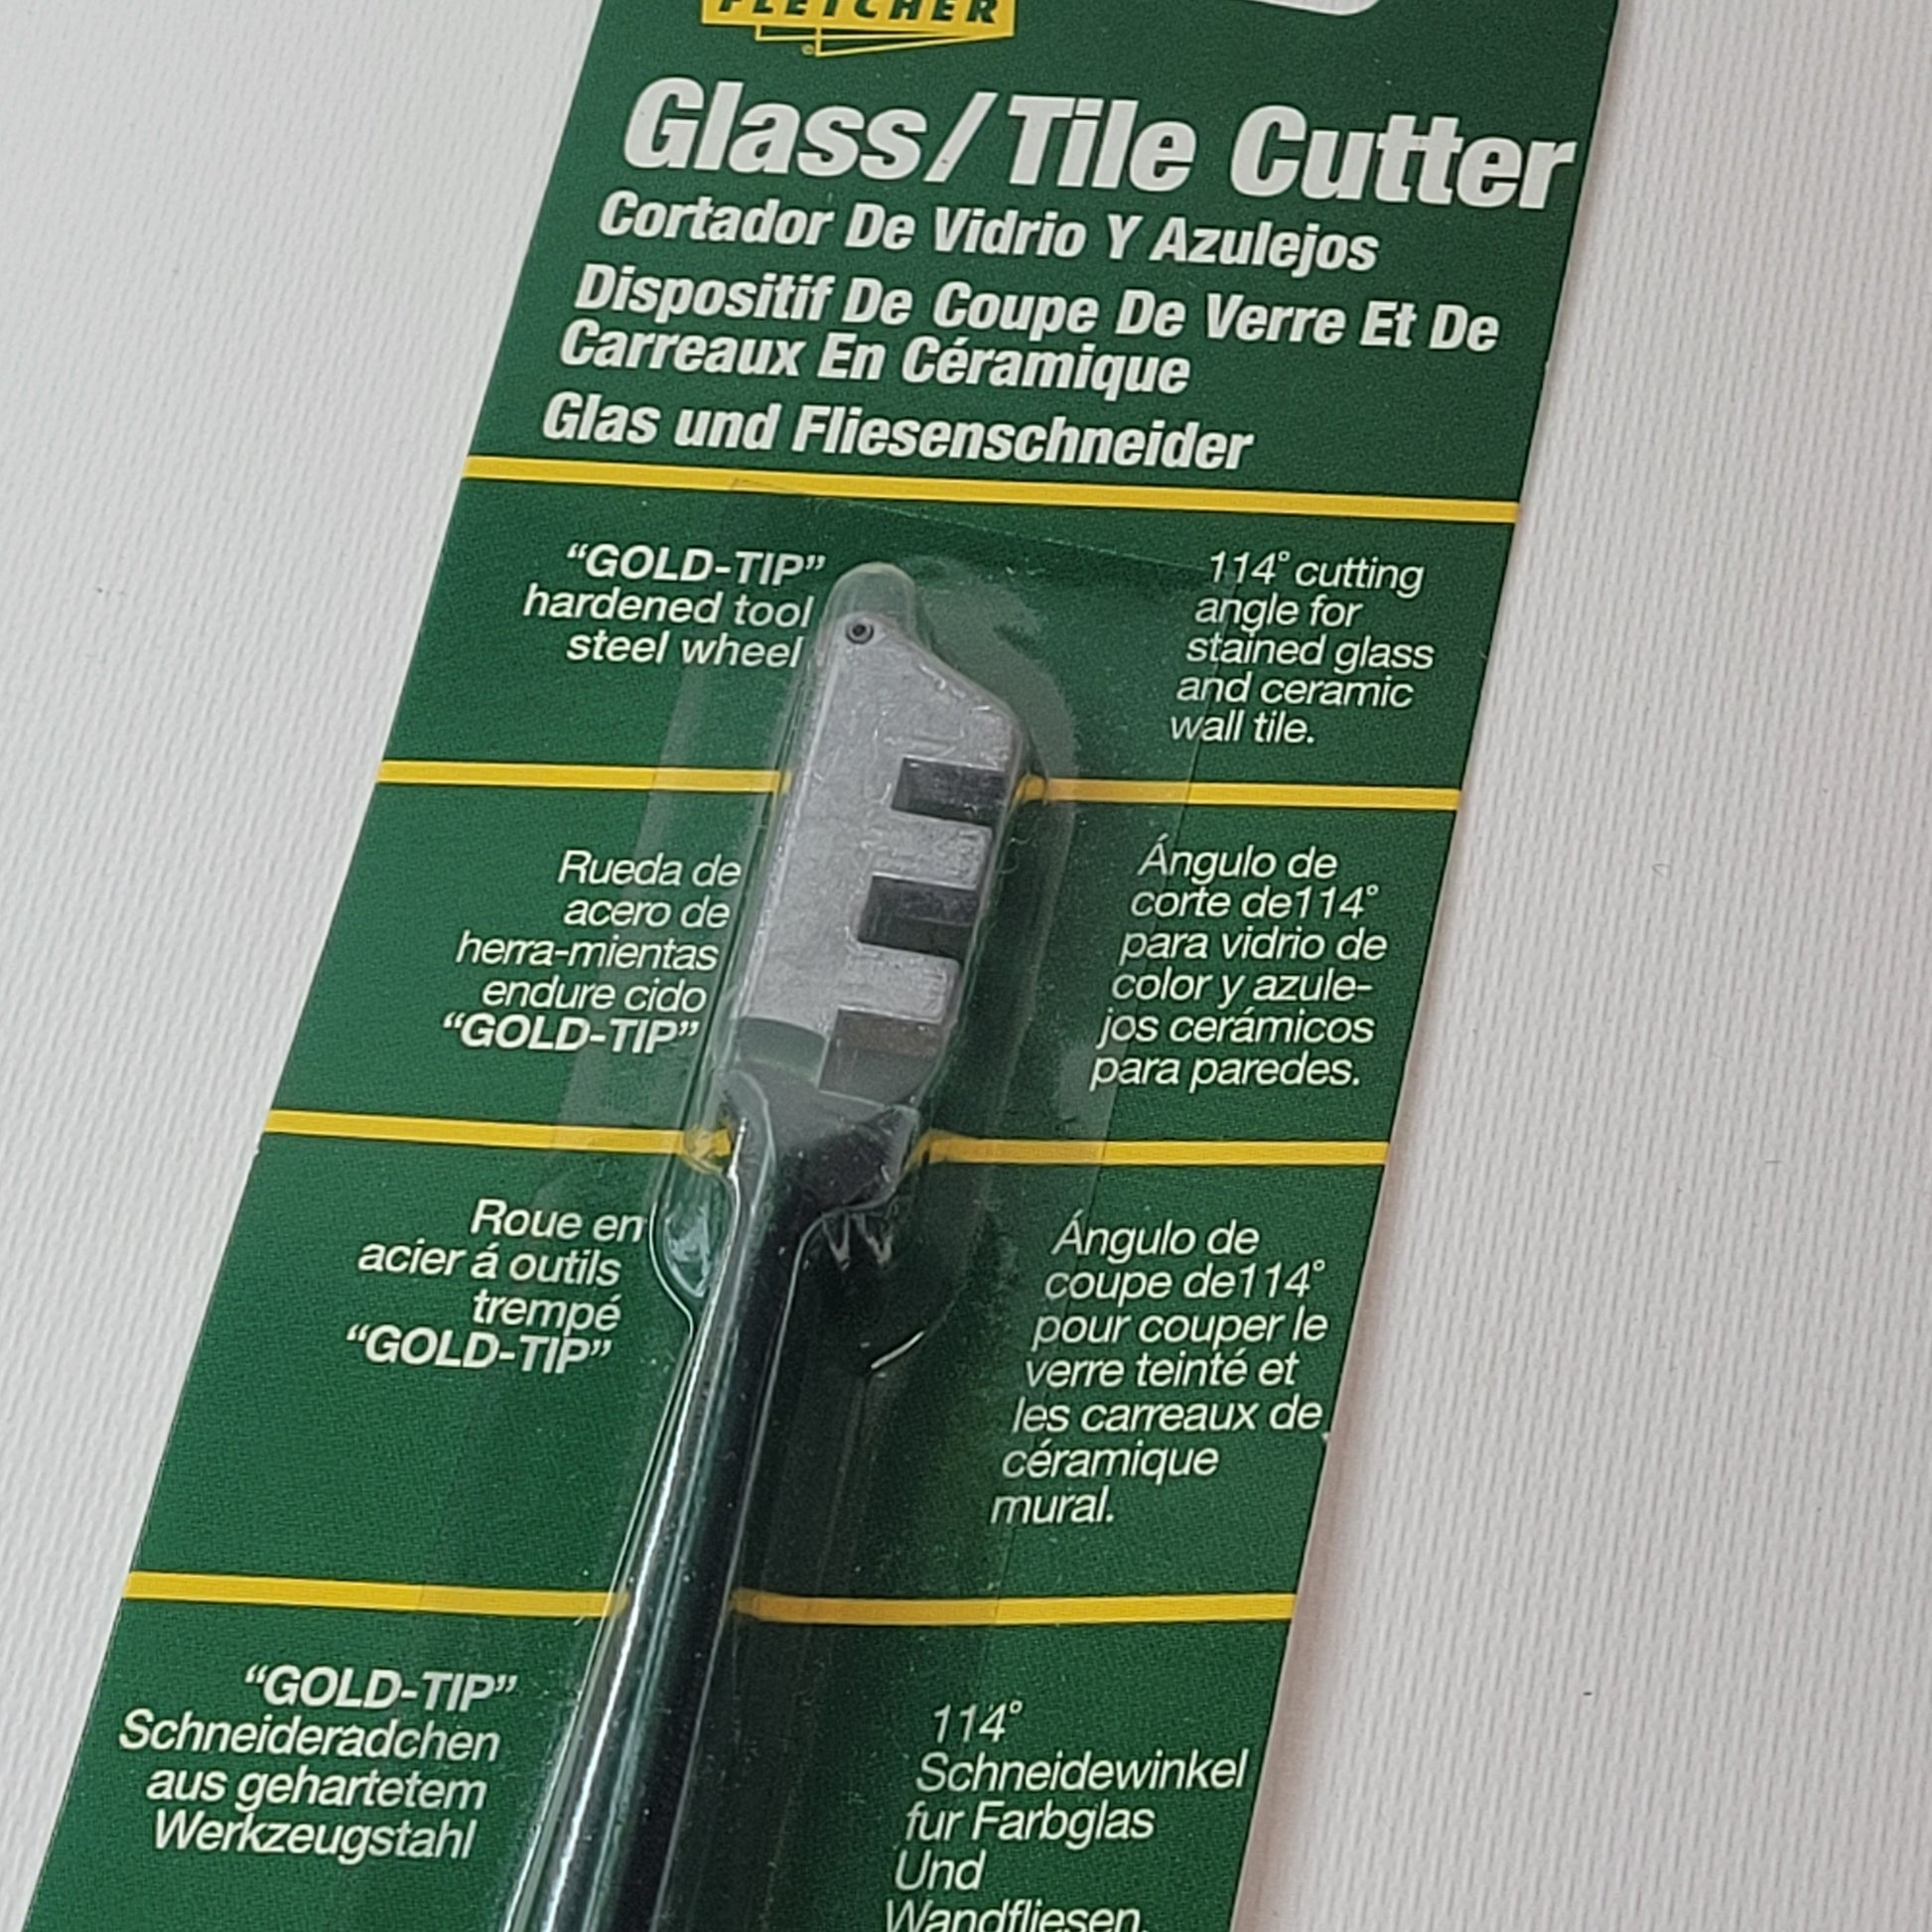 FLETCHER
Glass/Tile Cutter
Cortador De Vidrio Y Azulejos
Dispositif De Coupe De Verre Et De
Carreaux En Céramique
Glas und Fliesenschneider
“GOLD-TIP”
hardened tool
steel wheel
114° cutting
angle for
stained glass
and ceramic
wall tile.
Rueda de
acero de
herra-mientas
endure cido
“GOLD-TIP”
Ángulo de
corte de114°
para vidrio de
color y azule-
jos cerámicos
para paredes.
Roue en
acier á outils
trempé
“GOLD-TIP”
Ángulo de
coupe de114°
pour couper le
verre teinté et
les carreaux de
céramique
mural.
“GOLD-TIP”
Schneideradchen
aus gehartetem
Werkzeugstahl
114°
Schneidewinkel
fur Farbglas
Und
Wandfliesen.